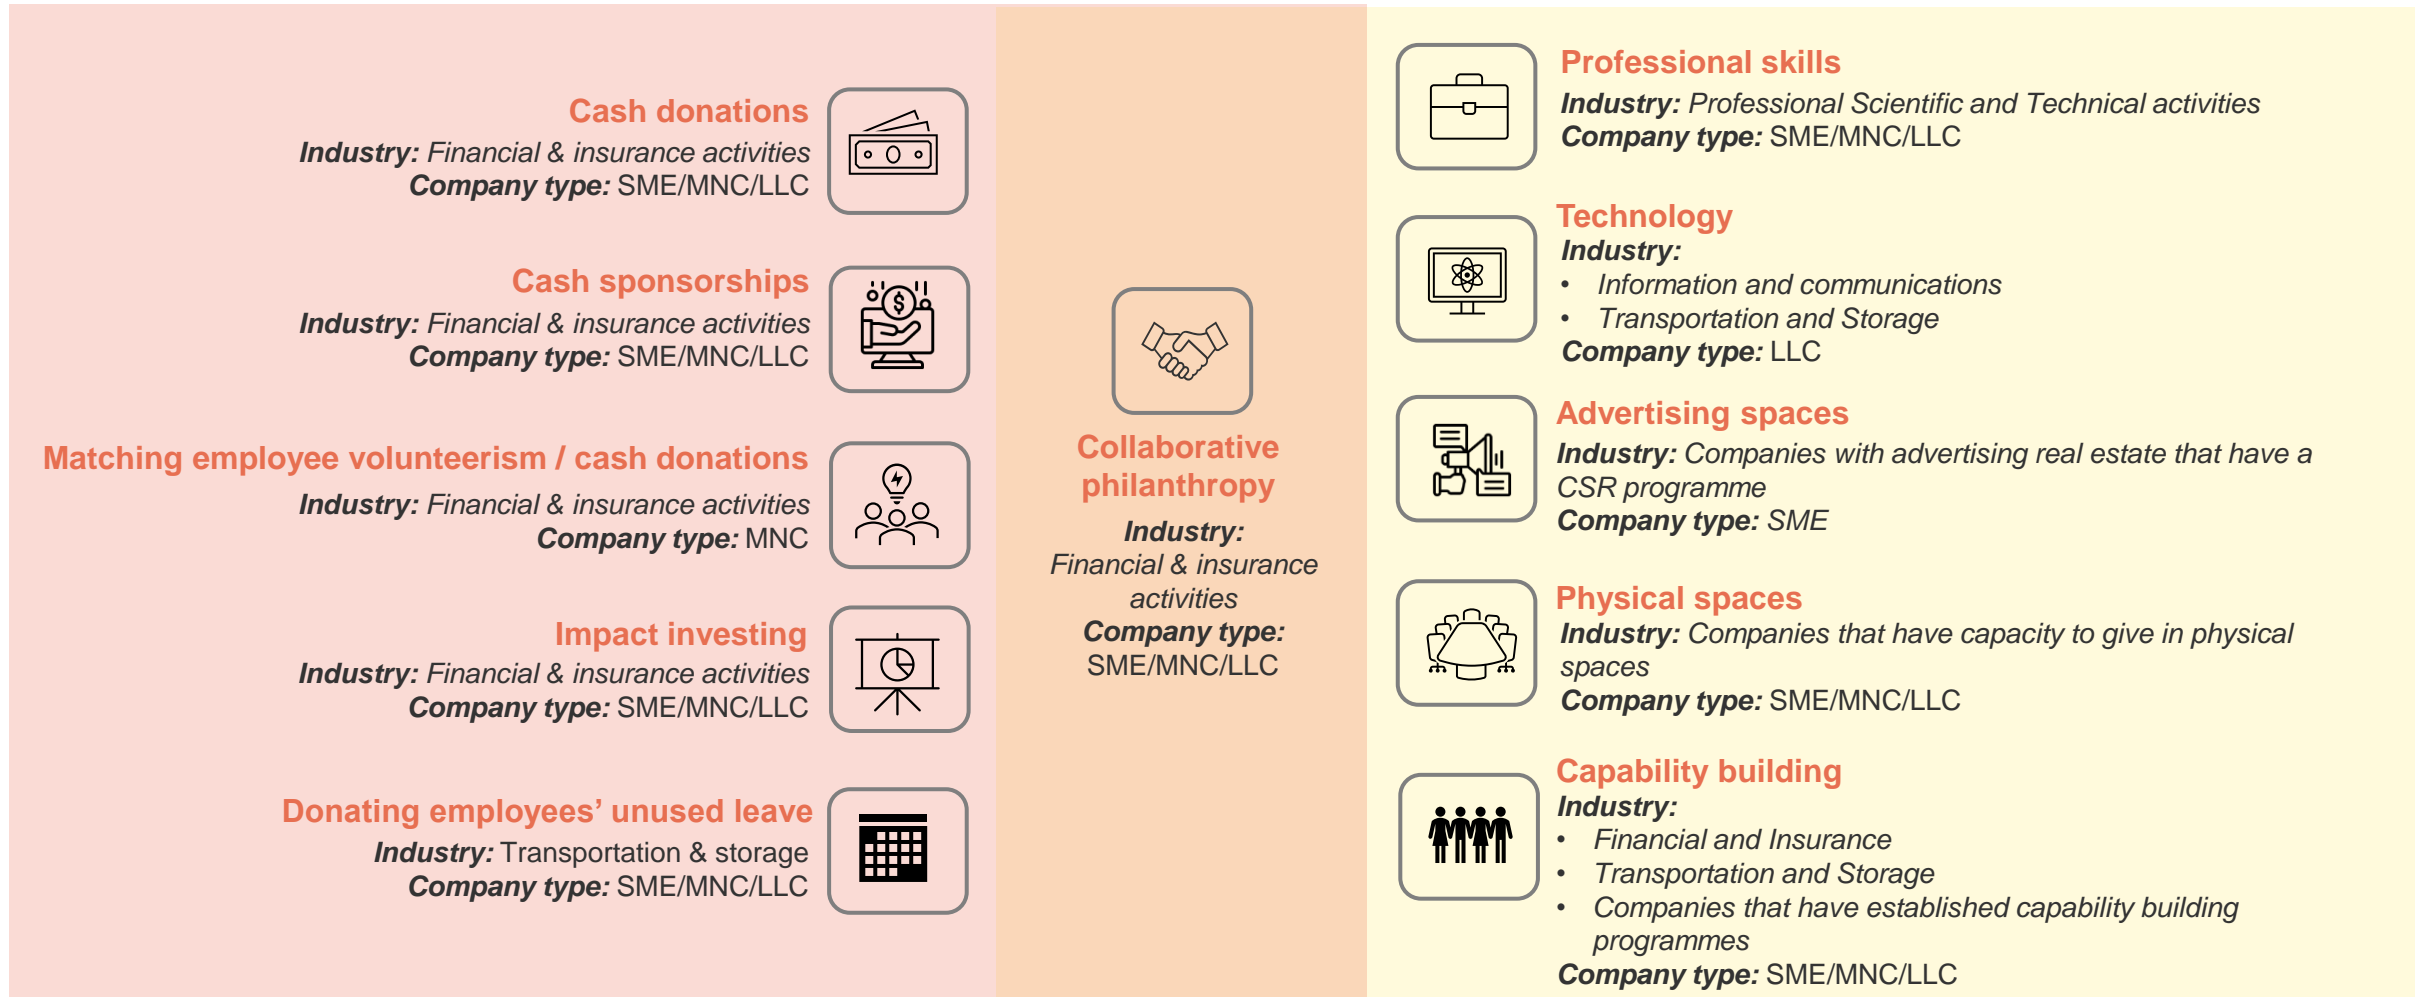 Cash donations
Industry: Financial & insurance activities
Company type: SME/MNC/LLC
Cash sponsorships
Industry: Financial & insurance activities
Company type: SME/MNC/LLC
Matching employee volunteerism / cash donations
Industry: Financial & insurance activities
Company type: MNC
Impact investing
Industry: Financial & insurance activities
Company type: SME/MNC/LLC
Donating employees’ unused leave
Industry: Transportation & storage
Company type: SME/MNC/LLC
Collaborative
philanthropy
Industry:
Financial & insurance
activities
Company type:
SME/MNC/LLC
Professional skills
Industry: Professional Scientific and Technical activities
Company type: SME/MNC/LLC
Technology
Industry:
• Information and communications
• Transportation and Storage
Company type: LLC
Advertising spaces
Industry: Companies with advertising real estate that have a
CSR programme
Company type: SME
Physical spaces
Industry: Companies that have capacity to give in physical
spaces
Company type: SME/MNC/LLC
Capability building
Industry:
• Financial and Insurance
• Transportation and Storage
• Companies that have established capability building
programmes
Company type: SME/MNC/LLC